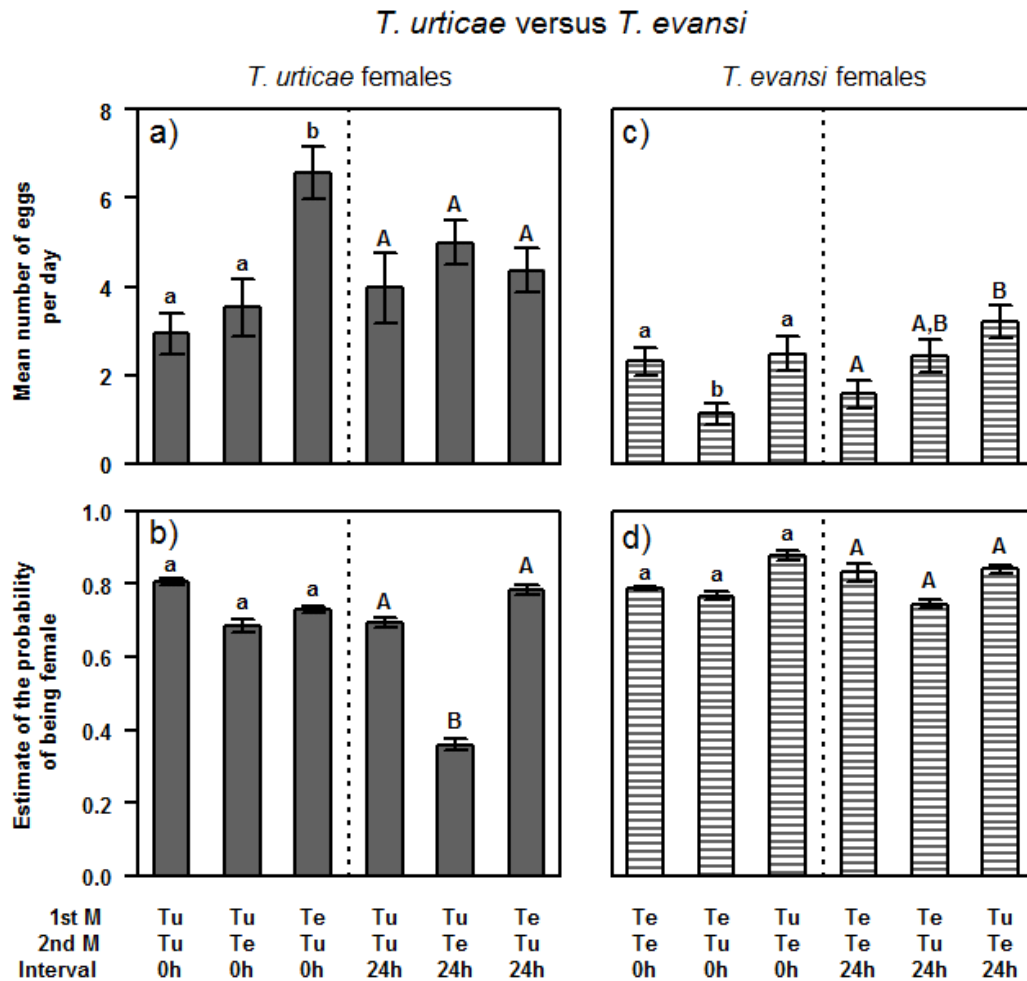 T. urticae versus T. evansi
T. urticae females
T. evansi females
Mean number of eggs
per day
8
6
4
2
0
a)
a
a
b
A
A
A
c)
a
b
a
A
A,B
B
Estimate of the probability
of being female
1.0
0.8
0.6
0.4
0.2
0.0
b)
a
a
a
A
B
A
d)
a
a
a
A
A
A
1st M Tu Tu Te Tu Tu Te Te Te Tu Te Te Tu
2nd M Tu Te Tu Tu Te Tu Te Tu Te Te Tu Te
Interval 0h 0h 0h 24h 24h 24h 0h 0h 0h 24h 24h 24h